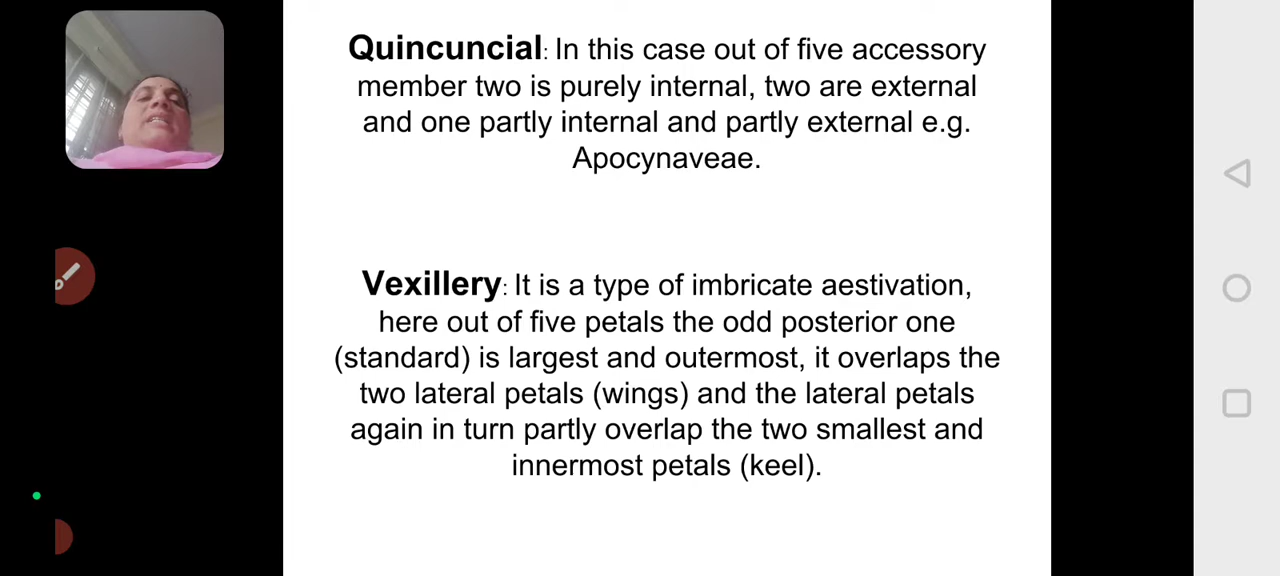 Quincuncial: In this case out of five accessory
member two is purely internal, two are external
and one partly internal and partly external e.g.
Apocynaveae.
Vexillery: It is a type of imbricate aestivation,
here out of five petals the odd posterior one
(standard) is largest and outermost, it overlaps the
two lateral petals (wings) and the lateral petals
again in turn partly overlap the two smallest and
innermost petals (keel).